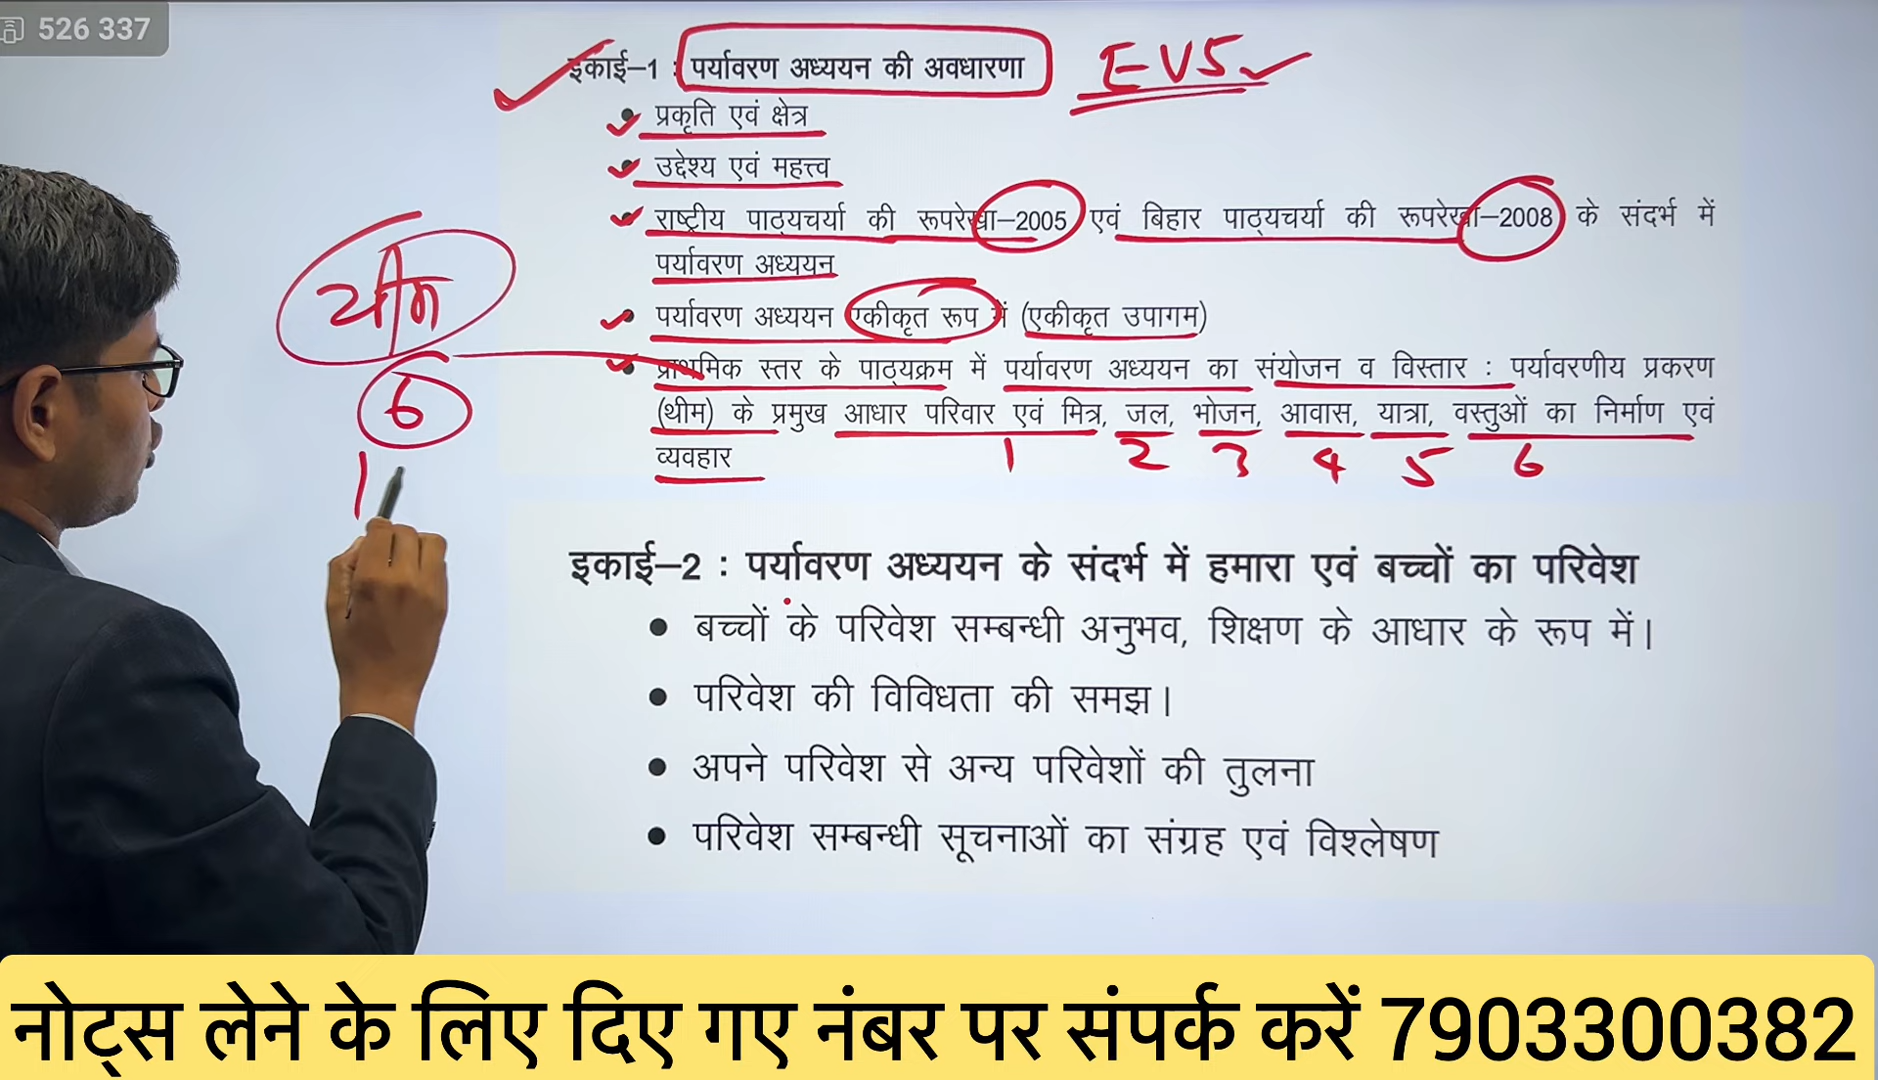 526 337
इकाई–1 : पर्यावरण अध्ययन की अवधारणा EVS
• प्रकृति एवं क्षेत्र
• उद्देश्य एवं महत्त्व
• राष्ट्रीय पाठ्यचर्या की रूपरेखा–2005 एवं बिहार पाठ्यचर्या की रूपरेखा–2008 के संदर्भ में
पर्यावरण अध्ययन
थीम
• पर्यावरण अध्ययन एकीकृत रूप में (एकीकृत उपागम)
• प्राथमिक स्तर के पाठ्यक्रम में पर्यावरण अध्ययन का संयोजन व विस्तार : पर्यावरणीय प्रकरण
6
(थीम) के प्रमुख आधार परिवार एवं मित्र, जल, भोजन, आवास, यात्रा, वस्तुओं का निर्माण एवं
व्यवहार
1 2 3 4 5 6
1
इकाई–2 : पर्यावरण अध्ययन के संदर्भ में हमारा एवं बच्चों का परिवेश
• बच्चों के परिवेश सम्बन्धी अनुभव, शिक्षण के आधार के रूप में।
• परिवेश की विविधता की समझ।
• अपने परिवेश से अन्य परिवेशों की तुलना
• परिवेश सम्बन्धी सूचनाओं का संग्रह एवं विश्लेषण
नोट्स लेने के लिए दिए गए नंबर पर संपर्क करें 7903300382